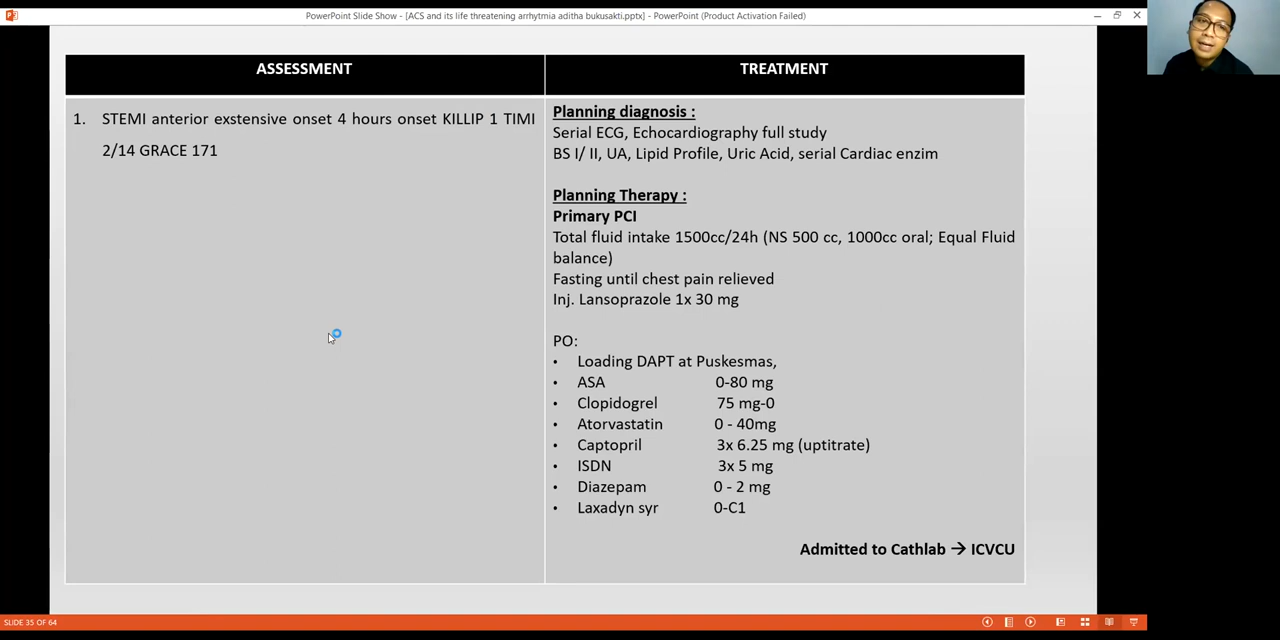 PowerPoint Slide Show - [ACS and its life threatening arrhytmia aditha bukusakti.pptx] - PowerPoint (Product Activation Failed)
ASSESSMENT
TREATMENT
1. STEMI anterior exstensive onset 4 hours onset KILLIP 1 TIMI
2/14 GRACE 171
Planning diagnosis :
Serial ECG, Echocardiography full study
BS I/ II, UA, Lipid Profile, Uric Acid, serial Cardiac enzim
Planning Therapy :
Primary PCI
Total fluid intake 1500cc/24h (NS 500 cc, 1000cc oral; Equal Fluid
balance)
Fasting until chest pain relieved
Inj. Lansoprazole 1x 30 mg
PO:
• Loading DAPT at Puskesmas,
• ASA 0-80 mg
• Clopidogrel 75 mg-0
• Atorvastatin 0 - 40mg
• Captopril 3x 6.25 mg (uptitrate)
• ISDN 3x 5 mg
• Diazepam 0 - 2 mg
• Laxadyn syr 0-C1
Admitted to Cathlab → ICVCU
SLIDE 35 OF 64